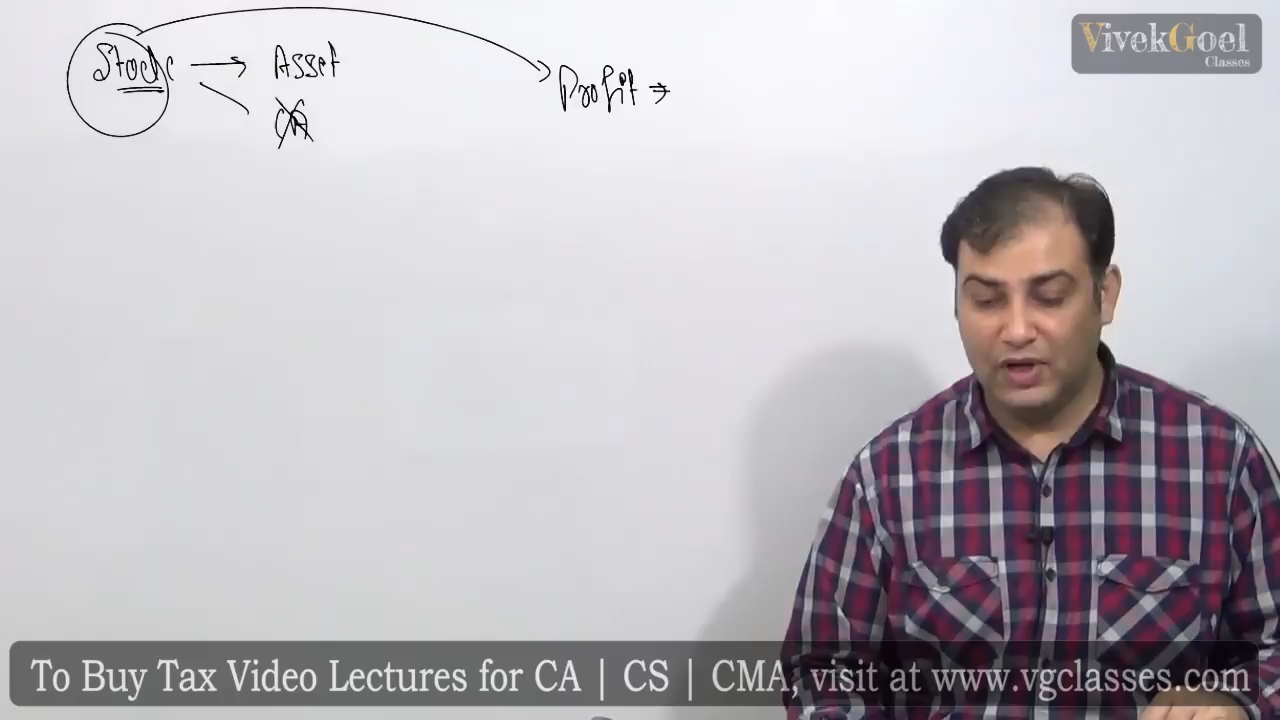 Stock → Asset
CA
Profit ⇒
VivekGoel
Classes
To Buy Tax Video Lectures for CA | CS | CMA, visit at www.vgclasses.com